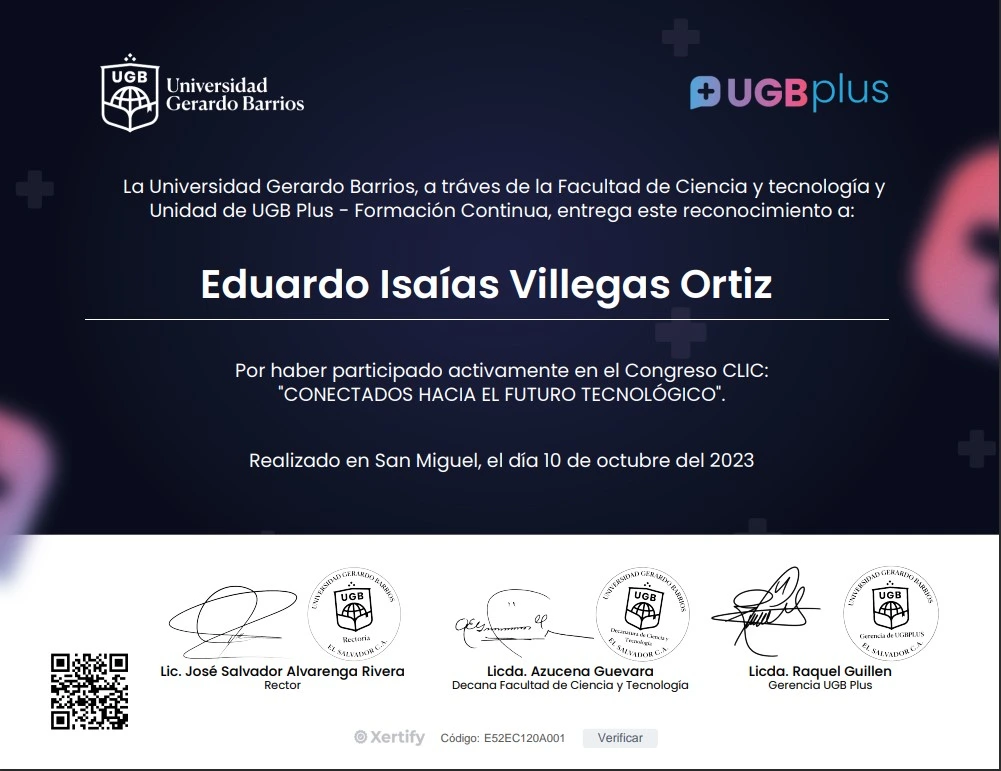 UGB
Universidad
Gerardo Barrios
UGBplus
La Universidad Gerardo Barrios, a tráves de la Facultad de Ciencia y tecnología y
Unidad de UGB Plus - Formación Continua, entrega este reconocimiento a:
Eduardo Isaías Villegas Ortiz
Por haber participado activamente en el Congreso CLIC:
"CONECTADOS HACIA EL FUTURO TECNOLÓGICO".
Realizado en San Miguel, el día 10 de octubre del 2023
UNIVERSIDAD GERARDO BARRIOS
UGB
Rectoría
EL SALVADOR C.A.
UNIVERSIDAD GERARDO BARRIOS
UGB
Decanatura de Ciencia y
Tecnología
EL SALVADOR C.A.
UNIVERSIDAD GERARDO BARRIOS
UGB
Gerencia de UGBPLUS
EL SALVADOR C.A.
Lic. José Salvador Alvarenga Rivera
Rector
Licda. Azucena Guevara
Decana Facultad de Ciencia y Tecnología
Licda. Raquel Guillen
Gerencia UGB Plus
Xertify Código: E52EC120A001 Verificar